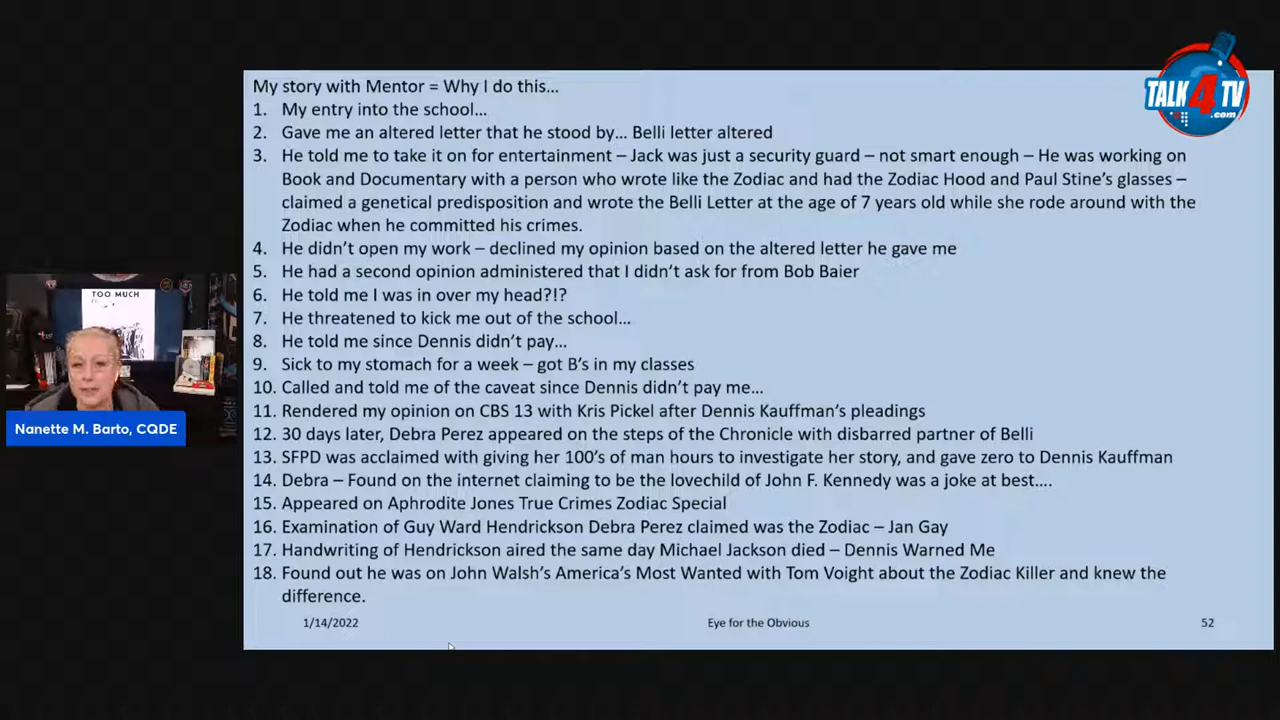 TALK
4
TV
.com
My story with Mentor = Why I do this…
1. My entry into the school…
2. Gave me an altered letter that he stood by… Belli letter altered
3. He told me to take it on for entertainment – Jack was just a security guard – not smart enough – He was working on
Book and Documentary with a person who wrote like the Zodiac and had the Zodiac Hood and Paul Stine's glasses –
claimed a genetical predisposition and wrote the Belli Letter at the age of 7 years old while she rode around with the
Zodiac when he committed his crimes.
4. He didn't open my work – declined my opinion based on the altered letter he gave me
5. He had a second opinion administered that I didn't ask for from Bob Baier
6. He told me I was in over my head?!?
7. He threatened to kick me out of the school…
8. He told me since Dennis didn't pay…
9. Sick to my stomach for a week – got B's in my classes
10. Called and told me of the caveat since Dennis didn't pay me…
11. Rendered my opinion on CBS 13 with Kris Pickel after Dennis Kauffman's pleadings
12. 30 days later, Debra Perez appeared on the steps of the Chronicle with disbarred partner of Belli
13. SFPD was acclaimed with giving her 100's of man hours to investigate her story, and gave zero to Dennis Kauffman
14. Debra – Found on the internet claiming to be the lovechild of John F. Kennedy was a joke at best….
15. Appeared on Aphrodite Jones True Crimes Zodiac Special
16. Examination of Guy Ward Hendrickson Debra Perez claimed was the Zodiac – Jan Gay
17. Handwriting of Hendrickson aired the same day Michael Jackson died – Dennis Warned Me
18. Found out he was on John Walsh's America's Most Wanted with Tom Voight about the Zodiac Killer and knew the
difference.
1/14/2022
Eye for the Obvious
52
TOO MUCH
Nanette M. Barto, CQDE